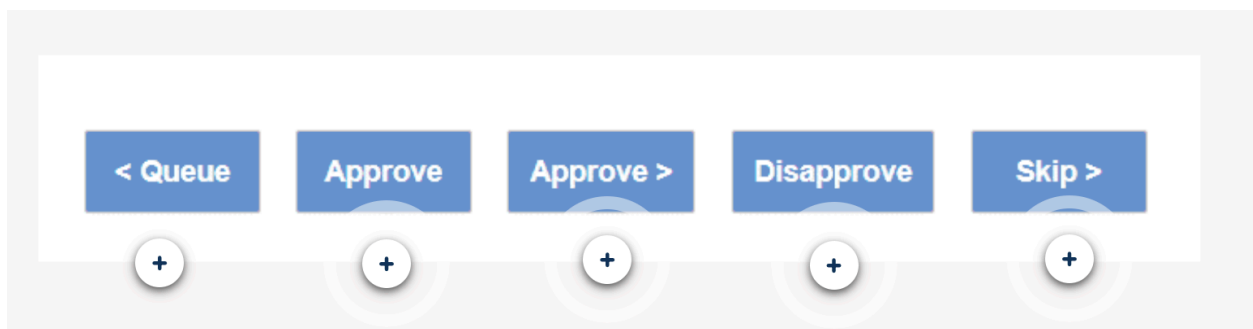 < Queue Approve Approve > Disapprove Skip >
+ + + + +